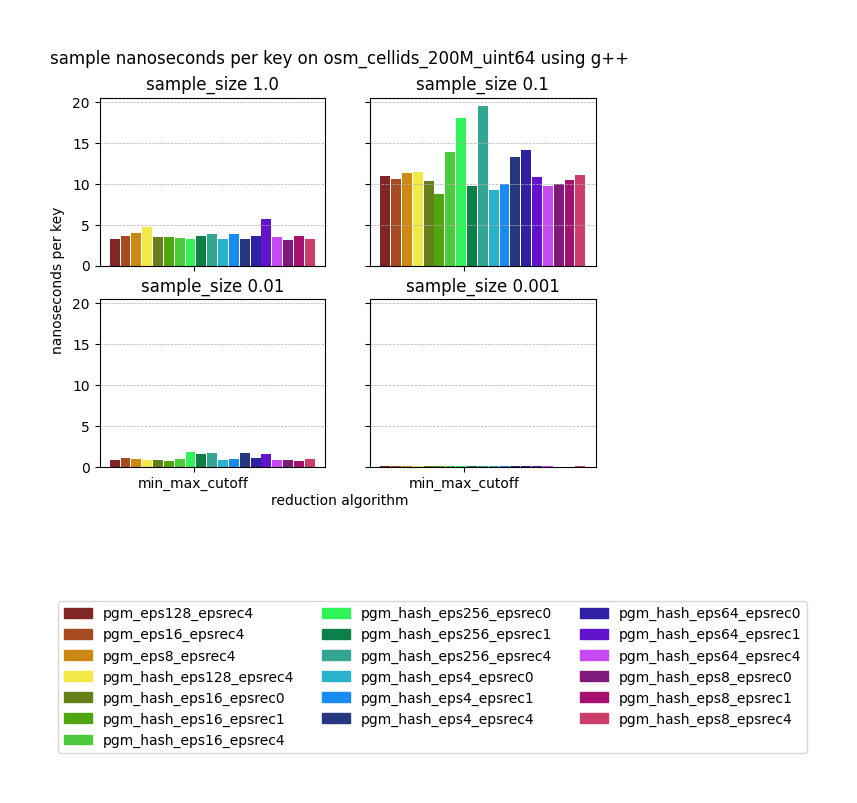 sample nanoseconds per key on osm_cellids_200M_uint64 using g++
sample_size 1.0
sample_size 0.1
20
15
10
5
0
nanoseconds per key
sample_size 0.01
sample_size 0.001
20
15
10
5
0
min_max_cutoff
min_max_cutoff
reduction algorithm
pgm_eps128_epsrec4
pgm_eps16_epsrec4
pgm_eps8_epsrec4
pgm_hash_eps128_epsrec4
pgm_hash_eps16_epsrec0
pgm_hash_eps16_epsrec1
pgm_hash_eps16_epsrec4
pgm_hash_eps256_epsrec0
pgm_hash_eps256_epsrec1
pgm_hash_eps256_epsrec4
pgm_hash_eps4_epsrec0
pgm_hash_eps4_epsrec1
pgm_hash_eps4_epsrec4
pgm_hash_eps64_epsrec0
pgm_hash_eps64_epsrec1
pgm_hash_eps64_epsrec4
pgm_hash_eps8_epsrec0
pgm_hash_eps8_epsrec1
pgm_hash_eps8_epsrec4